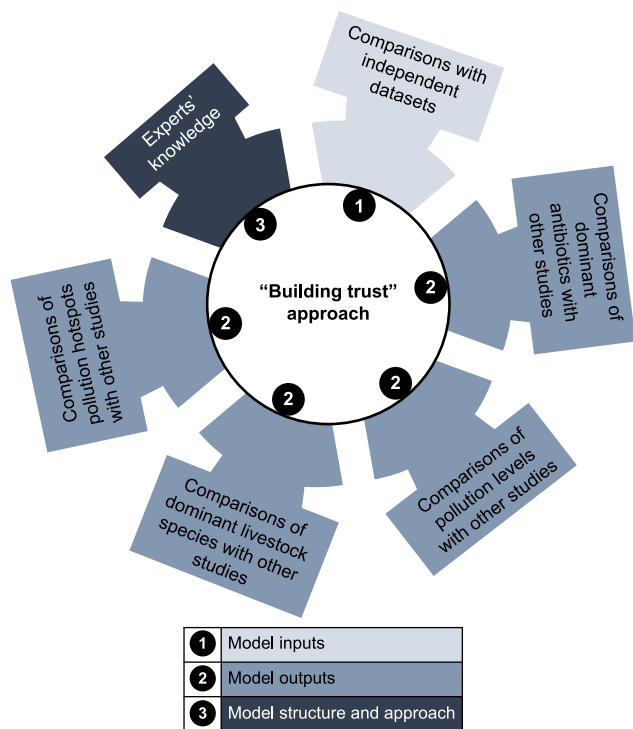 Comparisons with
independent
datasets
Experts'
knowledge
Comparisons of
dominant
antibiotics with
other studies
Comparisons of
pollution hotspots
with other studies
Comparisons of
pollution levels
with other studies
Comparisons of
dominant livestock
species with other
studies
1
2
2
2
2
3
“Building trust”
approach
1 Model inputs
2 Model outputs
3 Model structure and approach